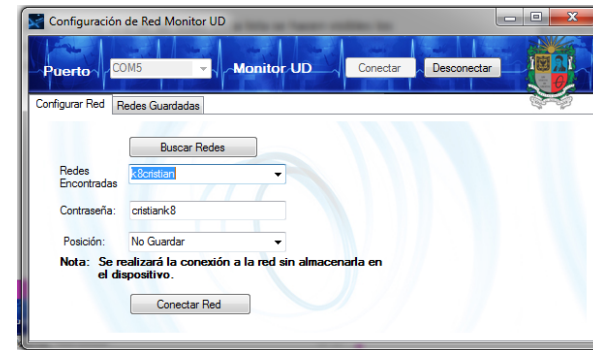 Configuración de Red Monitor UD
Puerto COM5 Monitor UD Conectar Desconectar
Configurar Red Redes Guardadas
Buscar Redes
Redes Encontradas k8cristian
Contraseña: cristiank8
Posición: No Guardar
Nota: Se realizará la conexión a la red sin almacenarla en
el dispositivo.
Conectar Red